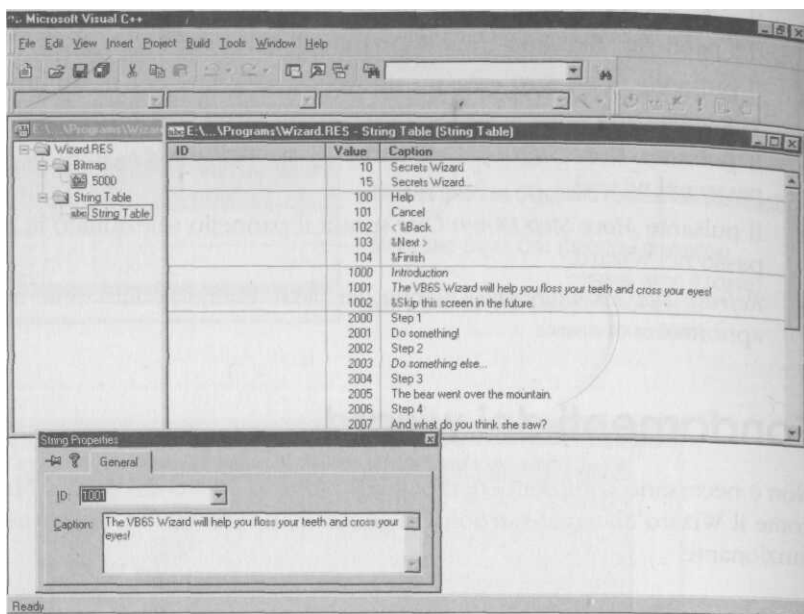 Microsoft Visual C++
File Edit View Insert Project Build Tools Window Help
E:\...\Programs\Wizar
Wizard.RES
Bitmap
5000
String Table
abc String Table
abc E:\...\Programs\Wizard.RES - String Table (String Table)
ID Value Caption
10 Secrets Wizard
15 Secrets Wizard
100 Help
101 Cancel
102 < &Back
103 &Next >
104 &Finish
1000 Introduction
1001 The VB6S Wizard will help you floss your teeth and cross your eyes!
1002 &Skip this screen in the future.
2000 Step 1
2001 Do something!
2002 Step 2
2003 Do something else...
2004 Step 3
2005 The bear went over the mountain.
2006 Step 4
2007 And what do you think she saw?
String Properties
General
ID: 1001
Caption: The VB6S Wizard will help you floss your teeth and cross your
eyes!
Ready